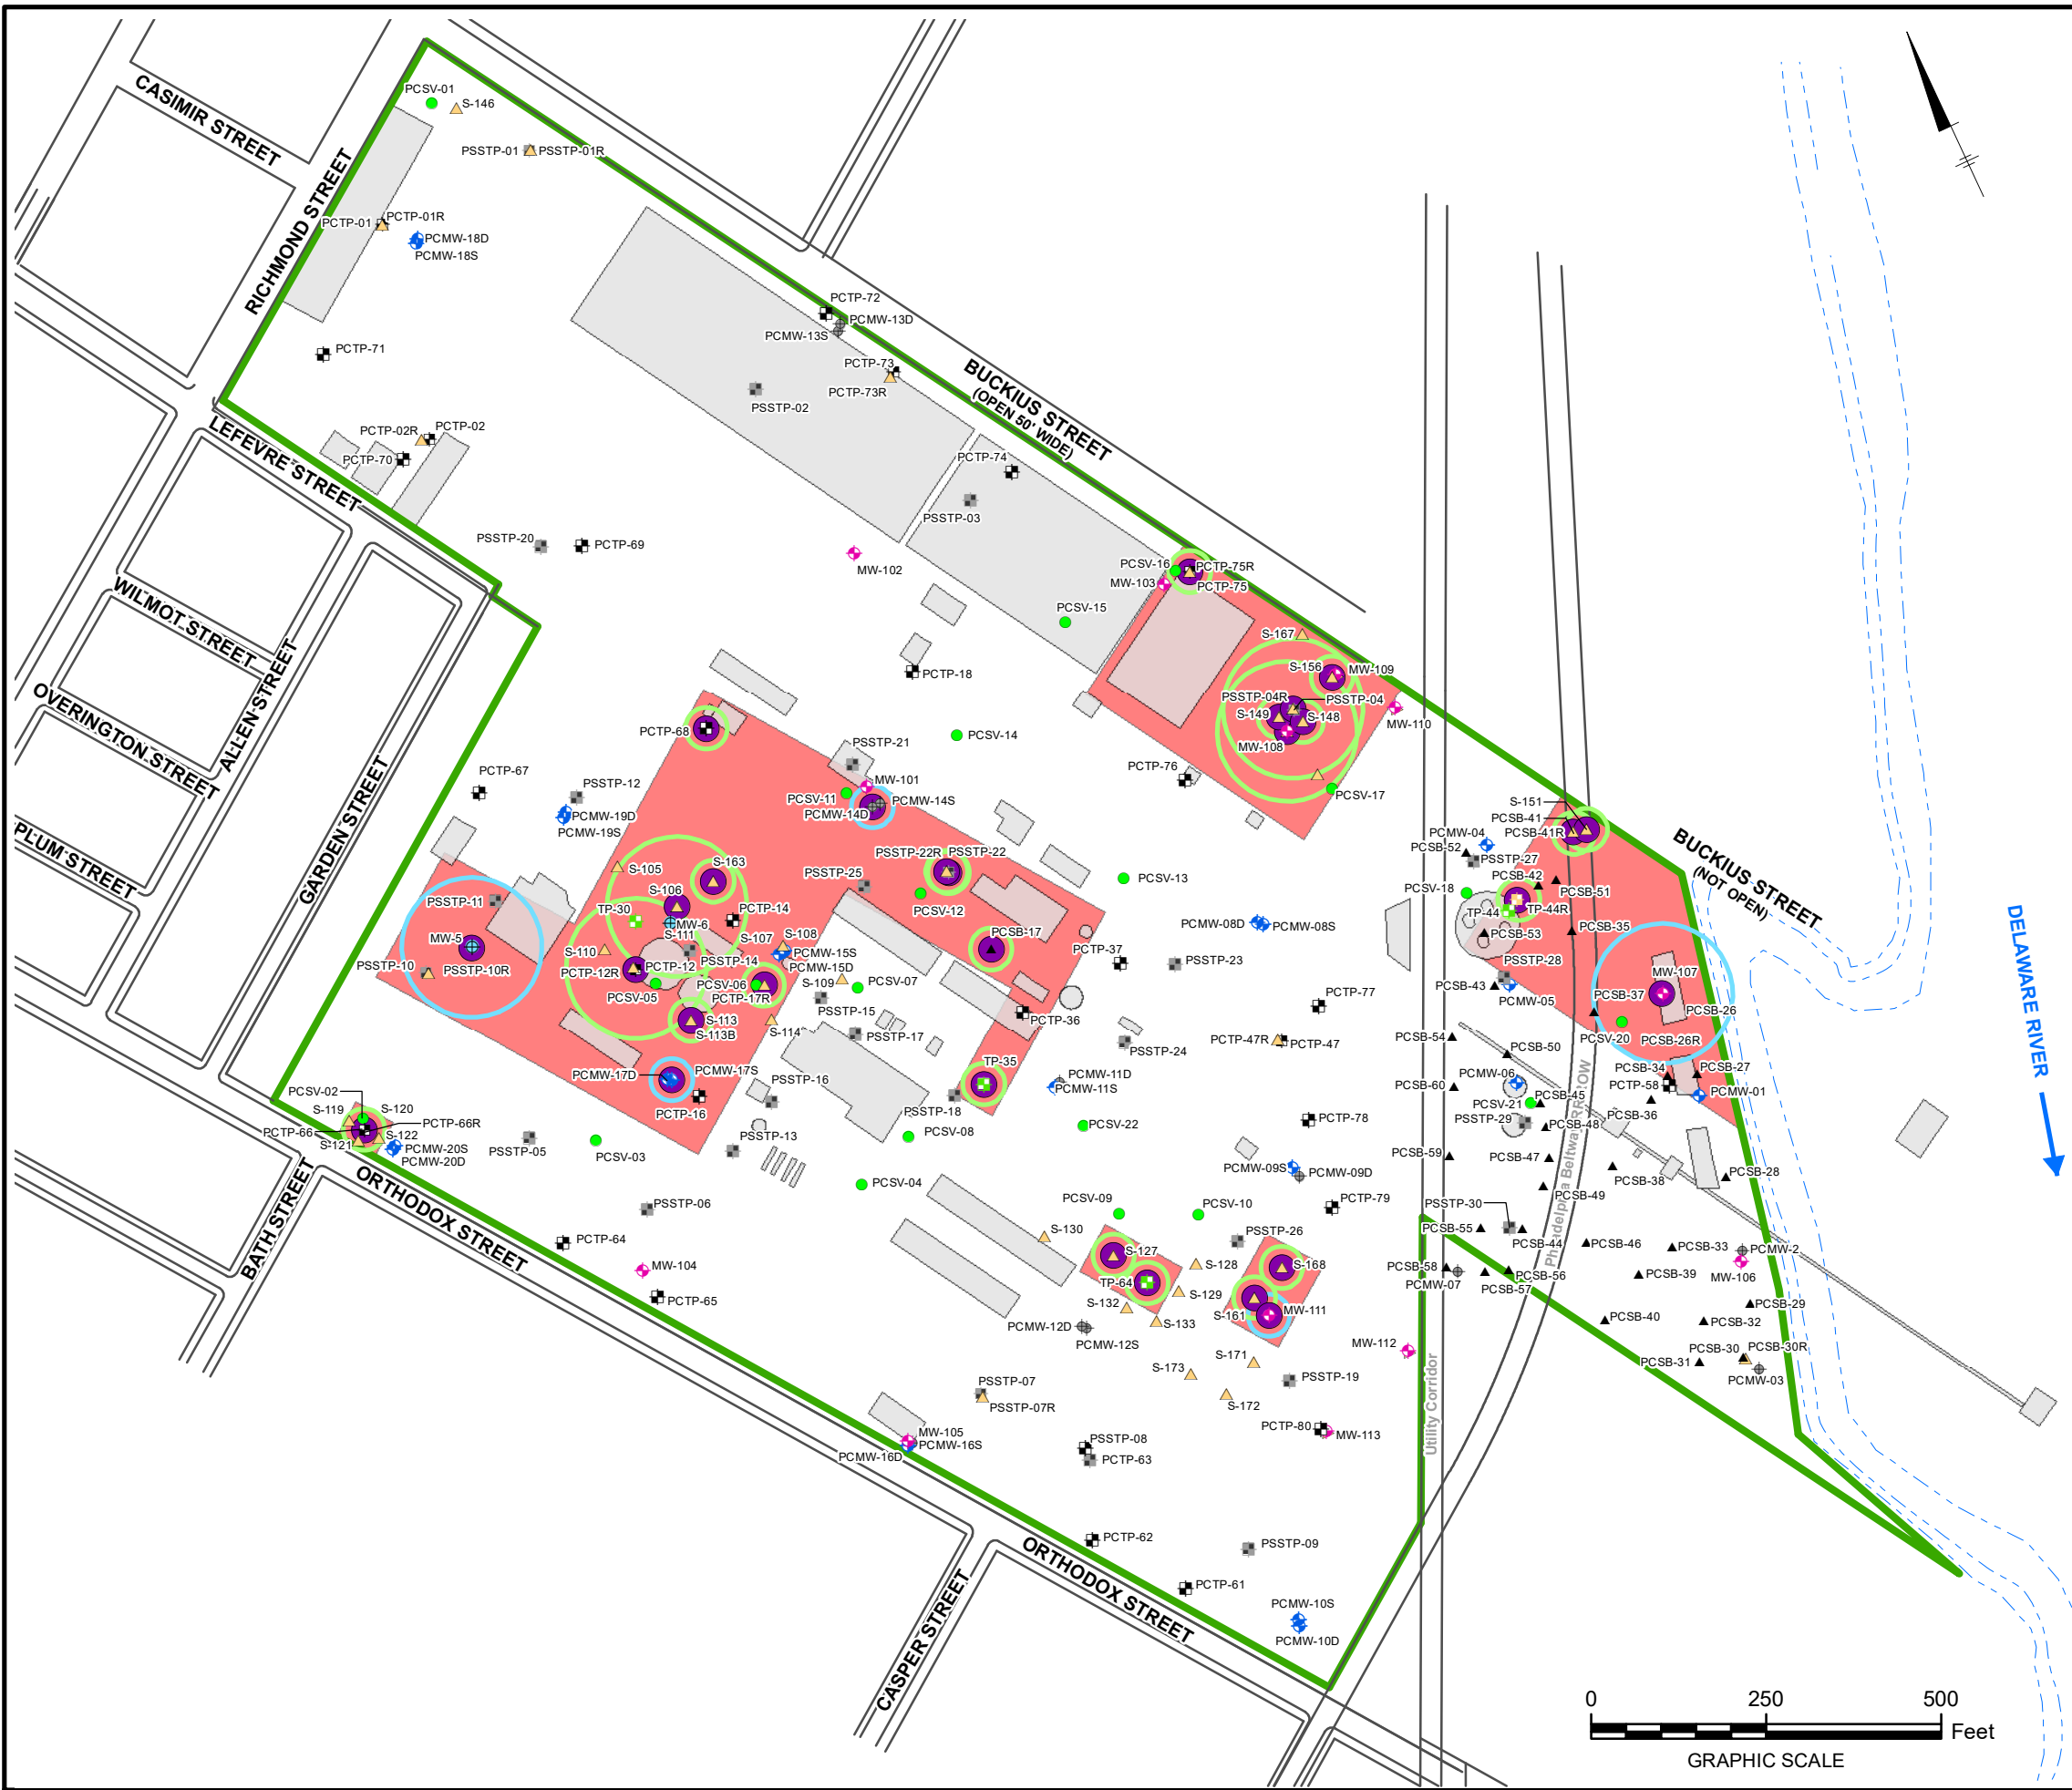 CASIMIR STREET
PCSV-01
S-146
PSSTP-01
PSSTP-01R
RICHMOND STREET
PCTP-01
PCTP-01R
PCMW-18D
PCMW-18S
PCTP-71
PCTP-72
PCMW-13D
PCMW-13S
PCTP-73
PCTP-73R
PSSTP-02
BUCKIUS STREET
(OPEN 50' WIDE)
PCTP-02R
PCTP-02
PCTP-70
LEFEVRE STREET
PCTP-74
PSSTP-03
PSSTP-20
PCTP-69
MW-102
PCSV-16
PCTP-75R
MW-103
PCTP-75
PCSV-15
WILMOT STREET
S-167
PCTP-18
S-156
MW-109
PSSTP-04R
PSSTP-04
S-149
S-148
MW-110
MW-108
OVERINGTON STREET
ALLEN STREET
PCTP-68
PCSV-14
PSSTP-21
PCTP-76
PCSV-17
PCTP-67
PSSTP-12
MW-101
PCSV-11
PCMW-14S
PCMW-14D
PCMW-19D
PCMW-19S
S-151
PCSB-41
PCSB-41R
PCMW-04
PCSB-52
PSSTP-27
BUCKIUS STREET
(NOT OPEN)
PLUM STREET
GARDEN STREET
S-105
S-163
PSSTP-22R
PSSTP-22
PSSTP-25
PCSV-13
PCSB-42
PCSB-51
PCSV-18
PCSV-12
PSSTP-11
S-106
TP-30
PCTP-14
MW-6
S-111
S-107
S-108
TP-44
TP-44R
PCSB-53
PCSB-35
PCMW-08D
PCMW-08S
DELAWARE RIVER
MW-5
PCSB-17
S-110
PSSTP-14
PCMW-15S
PCMW-15D
PCTP-37
PSSTP-23
PSSTP-10
PSSTP-10R
PCTP-12R
PCTP-12
PCSV-05
PCSV-06
PCTP-17R
S-109
PCSV-07
PSSTP-28
PCSB-43
PCMW-05
MW-107
PCSB-37
PCSB-26
PSSTP-15
PCTP-77
PCTP-36
S-113
S-113B
S-114
PSSTP-17
PCTP-47R
PCTP-47
PCSB-54
PCSV-20
PCSB-26R
PSSTP-24
PCSB-50
PCSB-34
PCSB-27
PCMW-17D
PCMW-17S
TP-35
PCMW-11D
PCMW-11S
PCSB-60
PCMW-06
PCTP-58
PCMW-01
PCSB-45
PCTP-16
PSSTP-16
PSSTP-18
PCSV-21
PCSB-36
PCSV-02
S-119
S-120
PCTP-66R
PCTP-66
S-121
S-122
PCMW-20S
PCMW-20D
PSSTP-05
PCSV-03
PSSTP-13
PCSV-08
PCSV-22
PCTP-78
PSSTP-29
PCSB-48
PCSB-59
PCSB-47
PCSB-38
PCSB-28
PCSV-04
PCMW-09S
PCMW-09D
PCSB-49
BATH STREET
ORTHODOX STREET
PSSTP-06
PCSV-09
PCSV-10
PCTP-79
PSSTP-30
PCTP-64
S-130
S-127
PSSTP-26
PCSB-55
PCSB-44
PCSB-46
PCSB-33
PCMW-2
MW-104
TP-64
S-128
S-168
PCSB-58
PCMW-07
PCSB-57
PCSB-56
PCSB-39
MW-106
PCTP-65
S-132
S-129
S-161
MW-111
PCSB-29
S-133
PCMW-12D
PCMW-12S
PCSB-40
PCSB-32
MW-112
PCSB-30
PCSB-30R
PCSB-31
PCMW-03
S-171
S-173
PSSTP-19
S-172
PSSTP-07
PSSTP-07R
Utility Corridor
MW-105
PCMW-16S
PCMW-16D
PCTP-80
MW-113
PSSTP-08
PCTP-63
PCTP-62
PSSTP-09
ORTHODOX STREET
CASPER STREET
PCTP-61
PCMW-10S
PCMW-10D
0 250 500
Feet
GRAPHIC SCALE